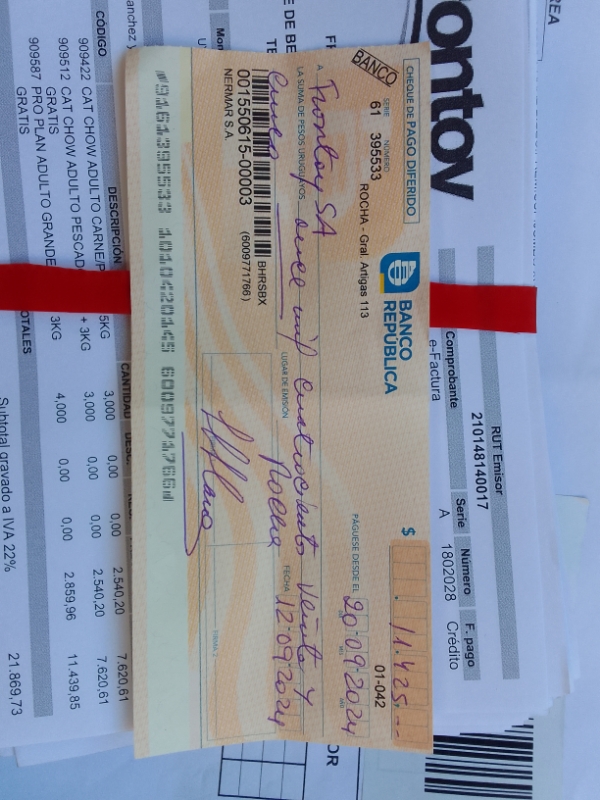 CHEQUE DE PAGO DIFERIDO
BANCO
SERIE NÚMERO
61 395533
ROCHA - Gral. Artigas 113
BANCO
REPÚBLICA
$ 11.425,--
01-042
PÁGUESE DESDE EL 20 09 2024
A Frontoy SA
LA SUMA DE PESOS URUGUAYOS once mil cuatrocientos veinte y
cinco
LUGAR DE EMISIÓN Rocha FECHA 12 09 2024
BHRSBX
001550615-00003 (6009771766)
NERMAR S.A.
FIRMA 2
ontoy
RUT Emisor
210148140017
Comprobante Serie Número F. pago
e-Factura A 1802028 Crédito
CÓDIGO DESCRIPCIÓN CANTIDAD DESC.
909422 CAT CHOW ADULTO CARNE/P 5KG 3,000 0,00 0,00 2.540,20 7.620,61
909512 CAT CHOW ADULTO PESCAD + 3KG 3,000 0,00 0,00 2.540,20 7.620,61
GRATIS
909587 PRO PLAN ADULTO GRANDE 3KG 4,000 0,00 0,00 2.859,96 11.439,85
GRATIS
OTALES
Subtotal gravado a IVA 22% 21.869,73